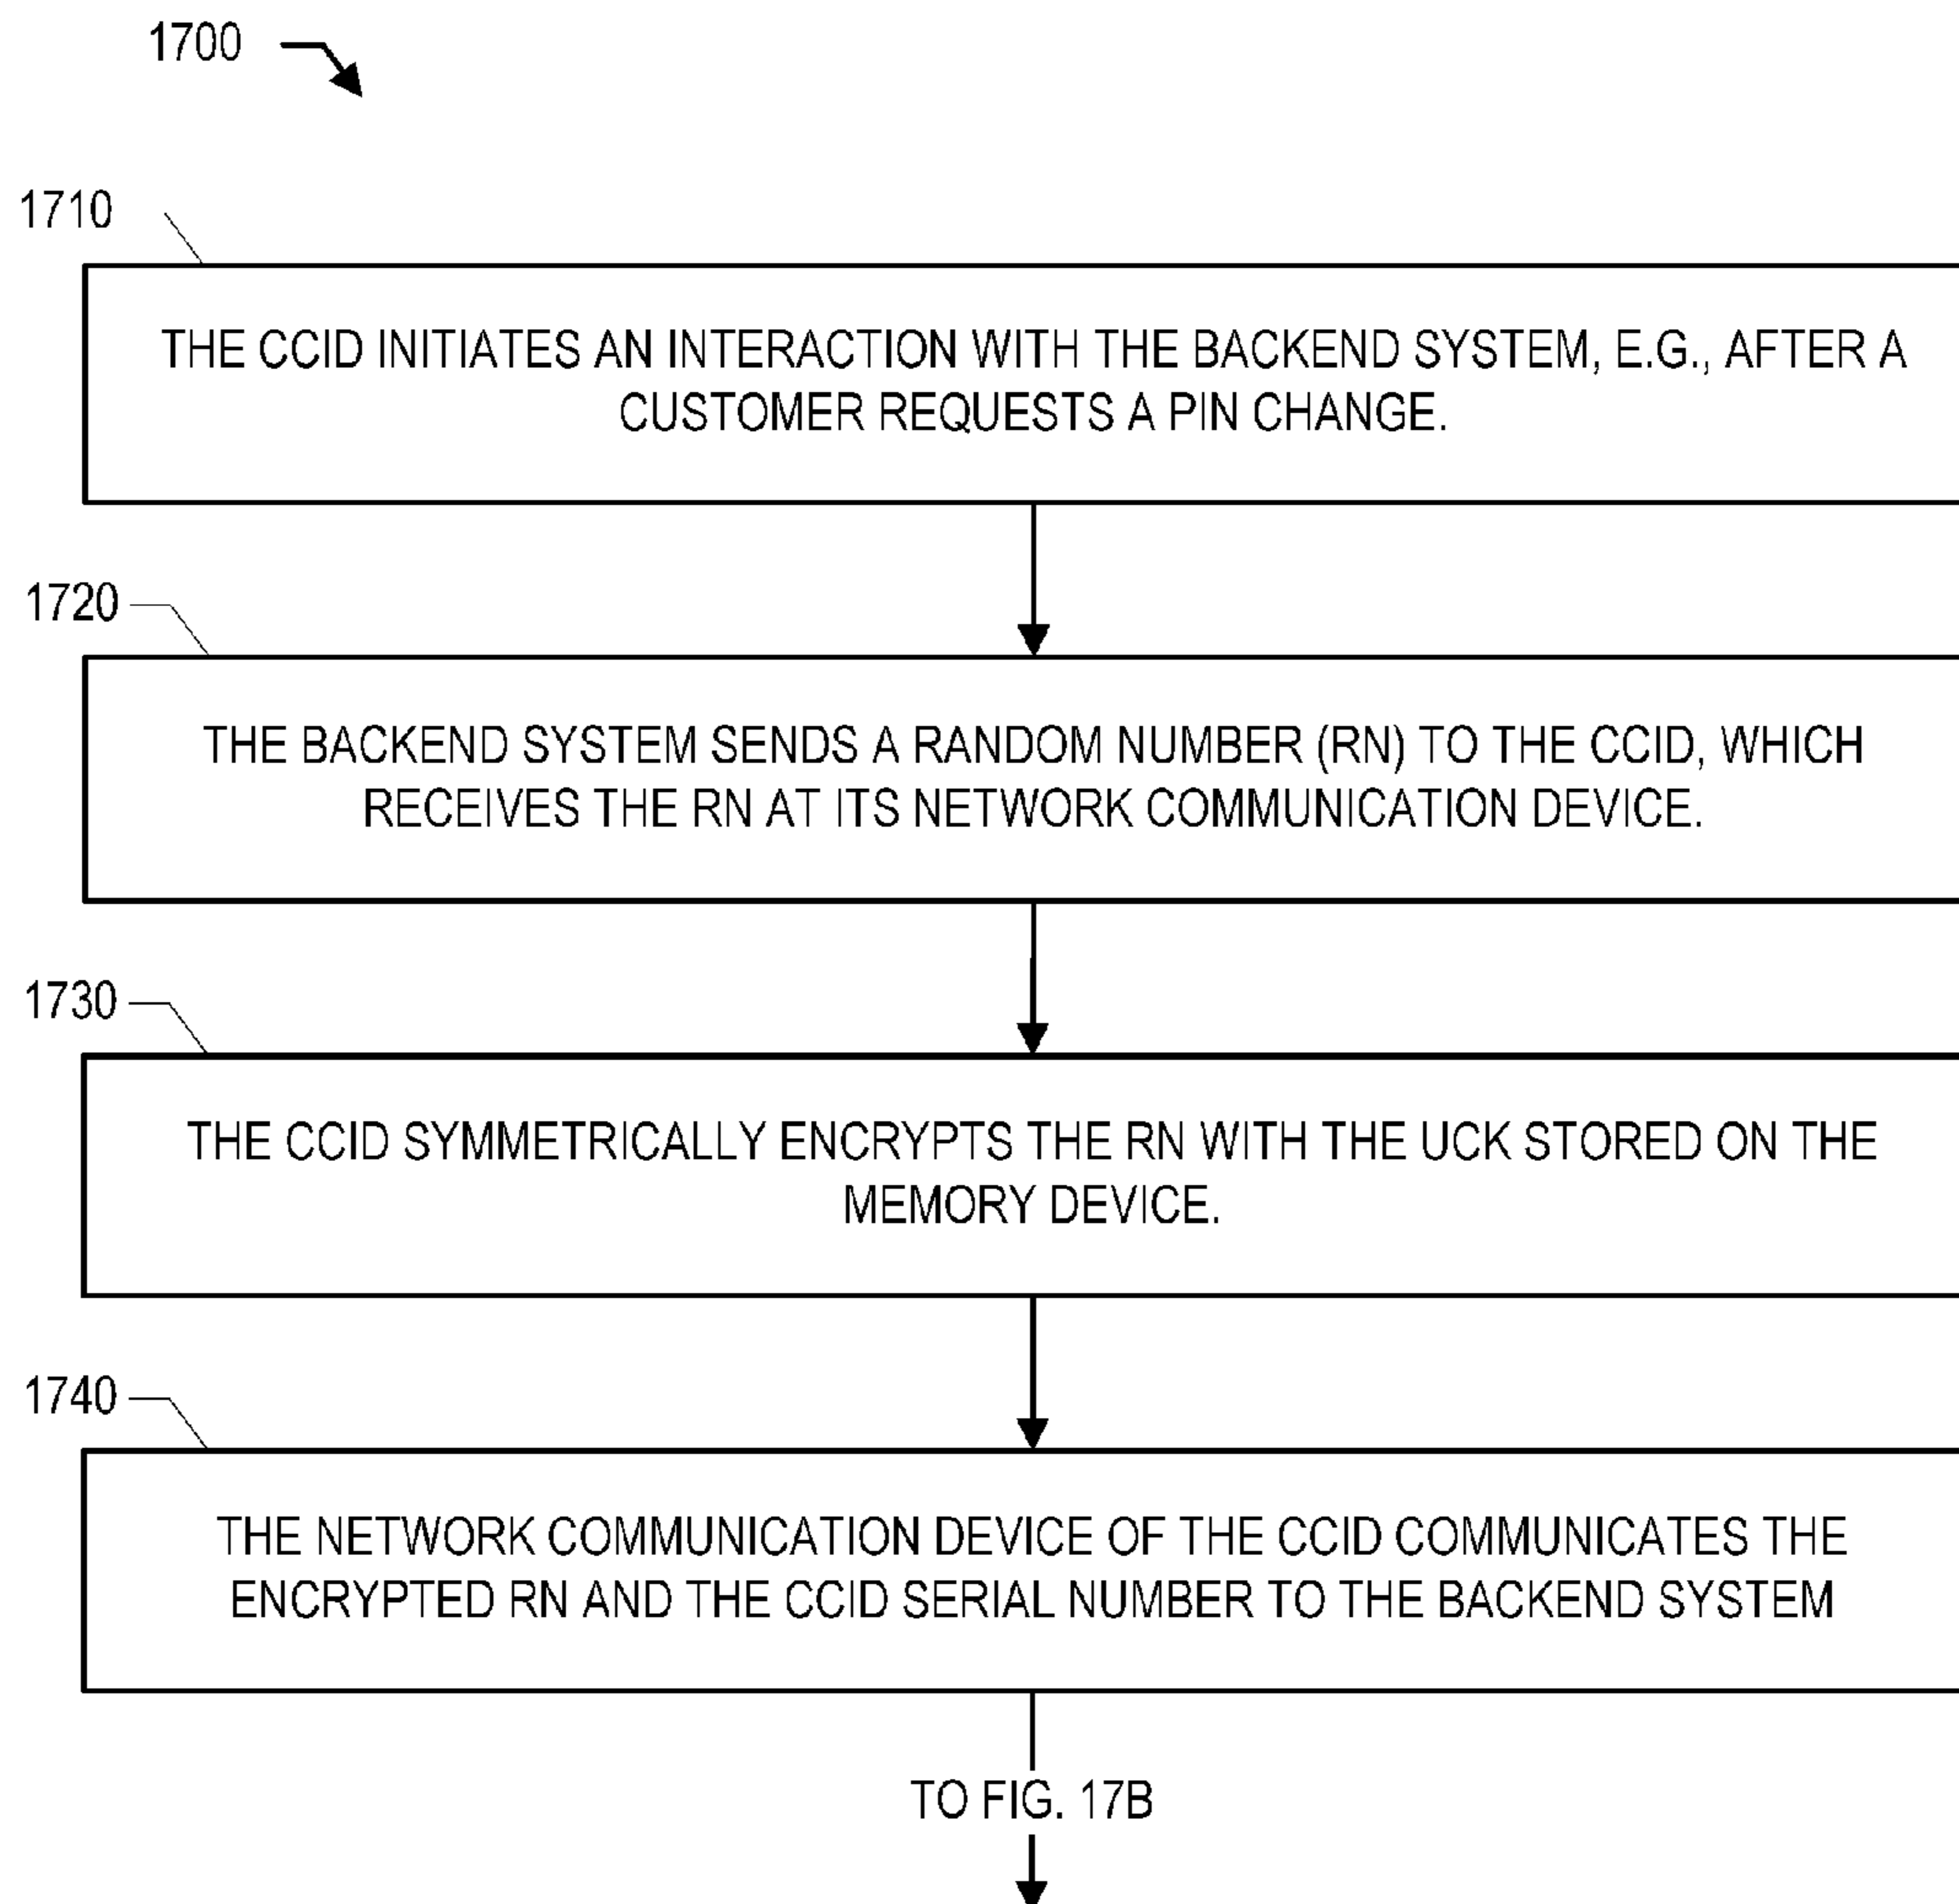 1700
1710
THE CCID INITIATES AN INTERACTION WITH THE BACKEND SYSTEM, E.G., AFTER A
CUSTOMER REQUESTS A PIN CHANGE.
1720
THE BACKEND SYSTEM SENDS A RANDOM NUMBER (RN) TO THE CCID, WHICH
RECEIVES THE RN AT ITS NETWORK COMMUNICATION DEVICE.
1730
THE CCID SYMMETRICALLY ENCRYPTS THE RN WITH THE UCK STORED ON THE
MEMORY DEVICE.
1740
THE NETWORK COMMUNICATION DEVICE OF THE CCID COMMUNICATES THE
ENCRYPTED RN AND THE CCID SERIAL NUMBER TO THE BACKEND SYSTEM
TO FIG. 17B